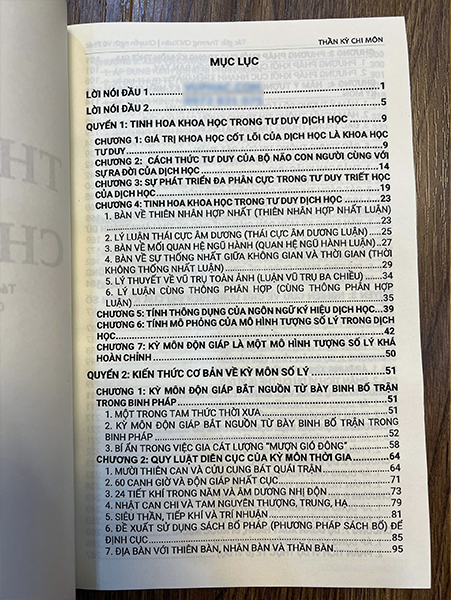 THẦN KỲ CHI MÔN
MỤC LỤC
LỜI NÓI ĐẦU 1 ........ 1
LỜI NÓI ĐẦU 2 ........ 5
QUYỂN 1: TINH HOA KHOA HỌC TRONG TƯ DUY DỊCH HỌC ........ 9
CHƯƠNG 1: GIÁ TRỊ KHOA HỌC CỐT LÕI CỦA DỊCH HỌC LÀ KHOA HỌC
TƯ DUY ........ 9
CHƯƠNG 2: CÁCH THỨC TƯ DUY CỦA BỘ NÃO CON NGƯỜI CÙNG VỚI
SỰ RA DỜI CỦA DỊCH HỌC ........ 14
CHƯƠNG 3: SỰ PHÁT TRIỂN ĐA PHÂN CỰC TRONG TƯ DUY TRIẾT HỌC
CỦA DỊCH HỌC ........ 19
CHƯƠNG 4: TINH HOA KHOA HỌC TRONG TƯ DUY DỊCH HỌC ........ 23
1. BÀN VỀ THIÊN NHÂN HỢP NHẤT (THIÊN NHÂN HỢP NHẤT LUẬN)
........ 23
2. LÝ LUẬN THÁI CỰC ÂM DƯƠNG (THÁI CỰC ÂM DƯƠNG LUẬN) .... 25
3. BÀN VỀ MỐI QUAN HỆ NGŨ HÀNH (QUAN HỆ NGŨ HÀNH LUẬN) ..27
4. BÀN VỀ SỰ THỐNG NHẤT GIỮA KHÔNG GIAN VÀ THỜI GIAN (THỜI
KHÔNG THỐNG NHẤT LUẬN) ........ 29
5. LÝ THUYẾT VỀ VŨ TRỤ TOÀN ẢNH (LUẬN VŨ TRỤ BA CHIỀU) ........ 34
6. LÝ LUẬN CÙNG THÔNG PHÂN HỢP (CÙNG THÔNG PHÂN HỢP
LUẬN) ........ 35
CHƯƠNG 5: TÍNH THÔNG DỤNG CỦA NGÔN NGỮ KÝ HIỆU DỊCH HỌC...39
CHƯƠNG 6: TÍNH MÔ PHỎNG CỦA MÔ HÌNH TƯỢNG SỐ LÝ TRONG DỊCH
HỌC ........ 42
CHƯƠNG 7: KỲ MÔN ĐỘN GIÁP LÀ MỘT MÔ HÌNH TƯỢNG SỐ LÝ KHÁ
HOÀN CHỈNH ........ 50
QUYỂN 2: KIẾN THỨC CƠ BẢN VỀ KỲ MÔN SỐ LÝ ........ 51
CHƯƠNG 1: KỲ MÔN ĐỘN GIÁP BẮT NGUỒN TỪ BÀY BINH BỐ TRẬN
TRONG BINH PHÁP ........ 51
1. MỘT TRONG TAM THỨC THỜI XƯA ........ 51
2. KỲ MÔN ĐỘN GIÁP BẮT NGUỒN TỪ BÀY BINH BỐ TRẬN TRONG
BINH PHÁP ........ 52
3. BÍ ẨN TRONG VIỆC GIA CÁT LƯỢNG "MƯỢN GIÓ ĐÔNG" ........ 58
CHƯƠNG 2: QUY LUẬT DIỄN CỤC CỦA KỲ MÔN THỜI GIA ........ 64
1. MƯỜI THIÊN CAN VÀ CỬU CUNG BÁT QUÁI TRẬN ........ 64
2. 60 CANH GIỜ VÀ ĐỘN GIÁP NHẤT CỤC ........ 71
3. 24 TIẾT KHÍ TRONG NĂM VÀ ÂM DƯƠNG NHỊ ĐỘN ........ 73
4. NHẬT CAN CHI VÀ TAM NGUYÊN THƯỢNG, TRUNG, HẠ ........ 79
5. SIÊU THẦN, TIẾP KHÍ VÀ TRÍ NHUẬN ........ 81
6. ĐỀ XUẤT SỬ DỤNG SÁCH BỔ PHÁP (PHƯƠNG PHÁP SÁCH BỔ) ĐỂ
ĐỊNH CỤC ........ 85
7. ĐỊA BÀN VỚI THIÊN BÀN, NHÂN BÀN VÀ THẦN BÀN ........ 95